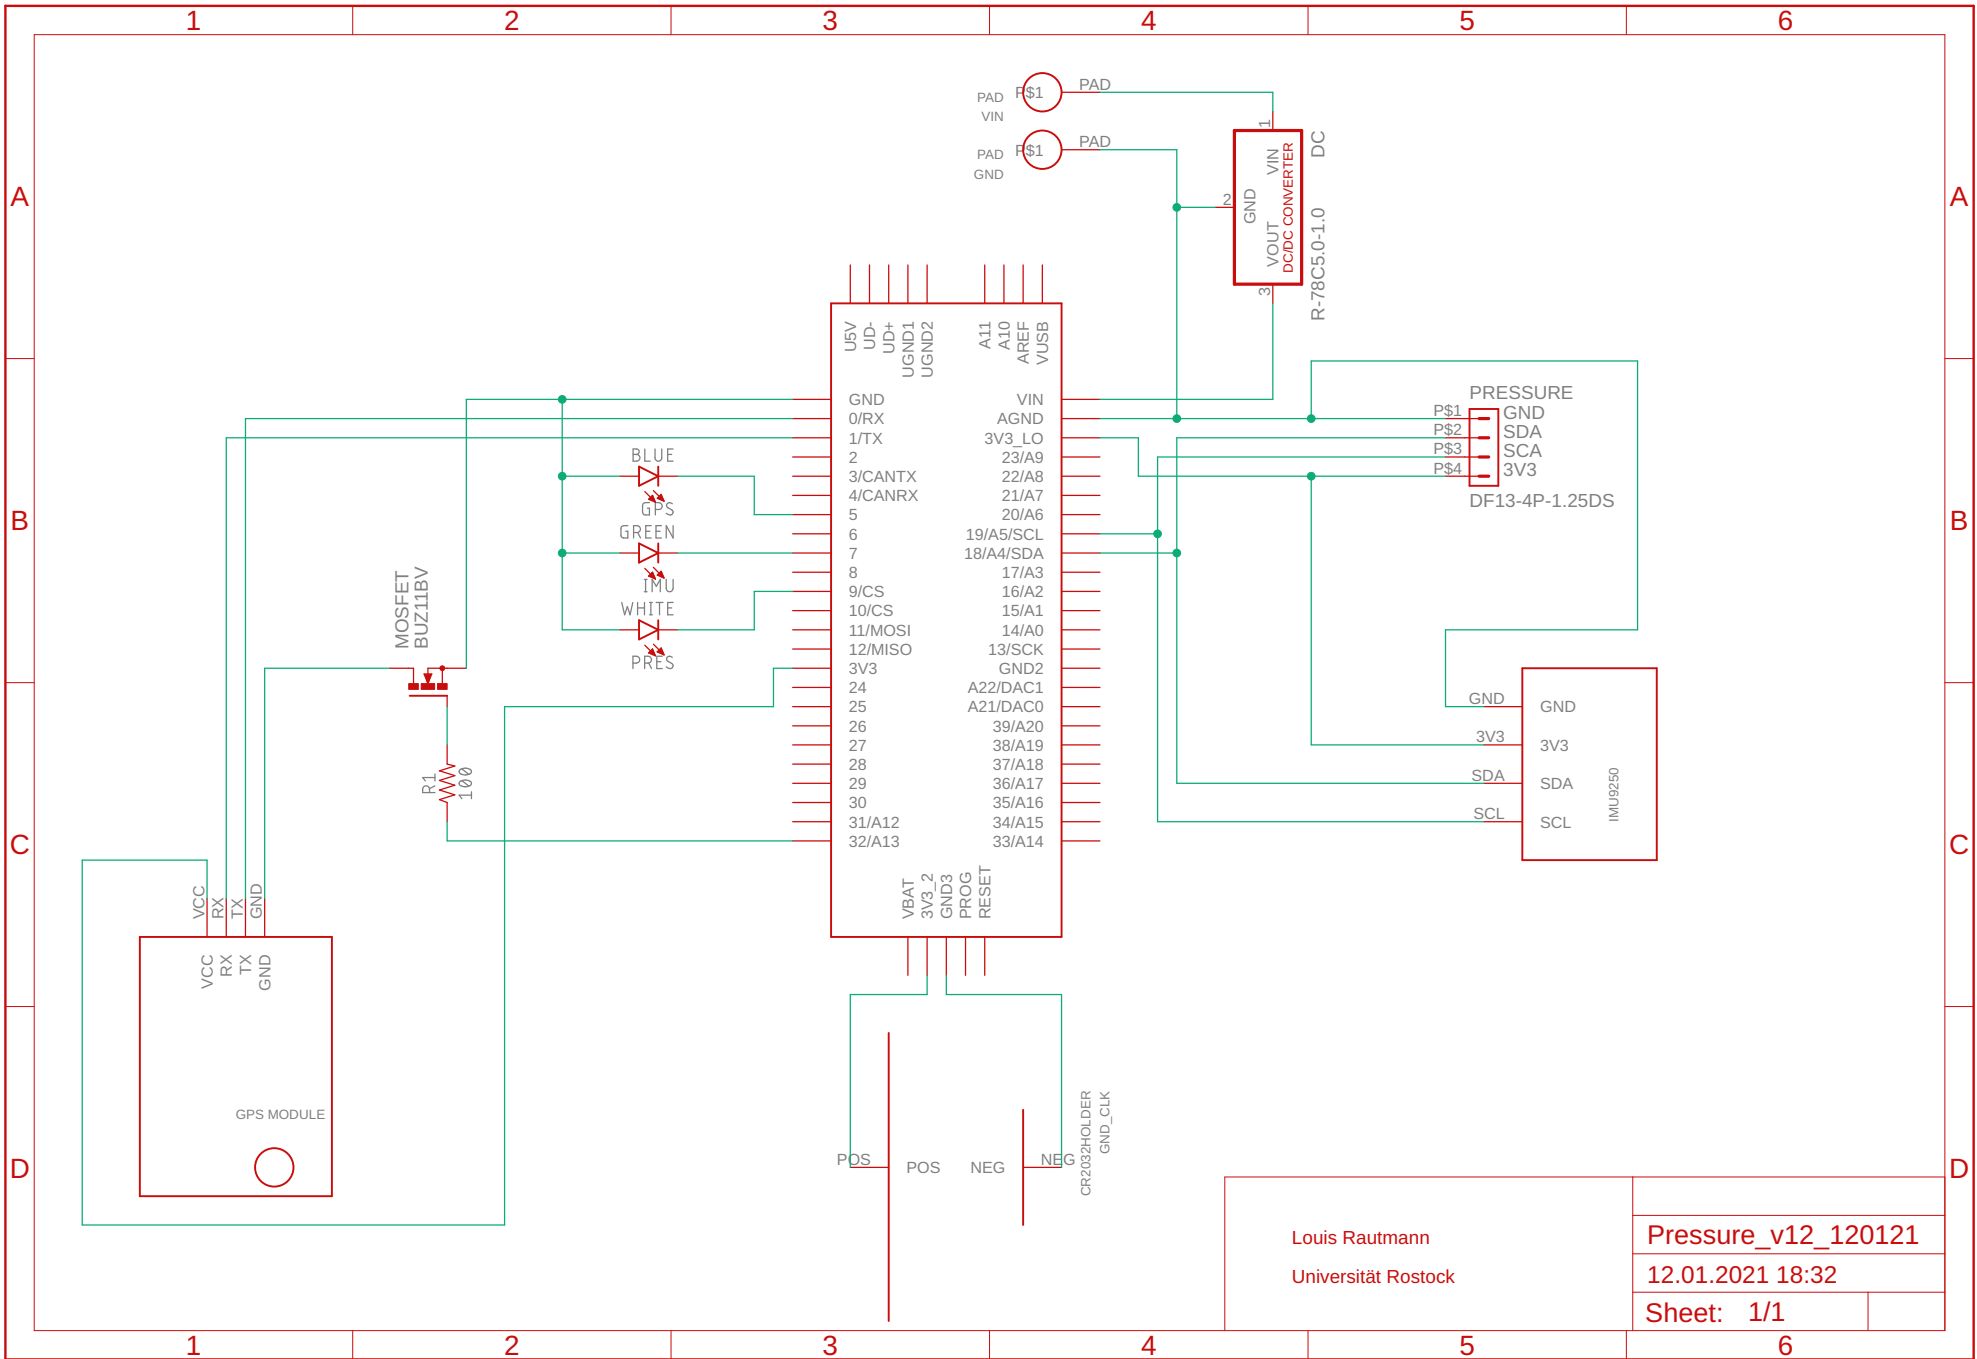 1 2 3 4 5 6
A A
B B
C C
D D
PAD
VIN
P$1
PAD
PAD
GND
P$1
PAD
1
2
3
VIN
GND
VOUT
DC/DC CONVERTER
DC
R-78C5.0-1.0
U5V
UD-
UD+
UGND1
UGND2
A11
A10
AREF
VUSB
GND
0/RX
1/TX
2
3/CANTX
4/CANRX
5
6
7
8
9/CS
10/CS
11/MOSI
12/MISO
3V3
24
25
26
27
28
29
30
31/A12
32/A13
VIN
AGND
3V3_LO
23/A9
22/A8
21/A7
20/A6
19/A5/SCL
18/A4/SDA
17/A3
16/A2
15/A1
14/A0
13/SCK
GND2
A22/DAC1
A21/DAC0
39/A20
38/A19
37/A18
36/A17
35/A16
34/A15
33/A14
VBAT
3V3_2
GND3
PROG
RESET
BLUE
GPS
GREEN
IMU
WHITE
PRES
MOSFET
BUZ11BV
R1
100
PRESSURE
P$1 GND
P$2 SDA
P$3 SCA
P$4 3V3
DF13-4P-1.25DS
GND GND
3V3 3V3
SDA SDA
SCL SCL
IMU9250
VCC
RX
TX
GND
VCC
RX
TX
GND
GPS MODULE
POS POS
NEG NEG
CR2032HOLDER
GND_CLK
Louis Rautmann
Universität Rostock
Pressure_v12_120121
12.01.2021 18:32
Sheet: 1/1
1 2 3 4 5 6